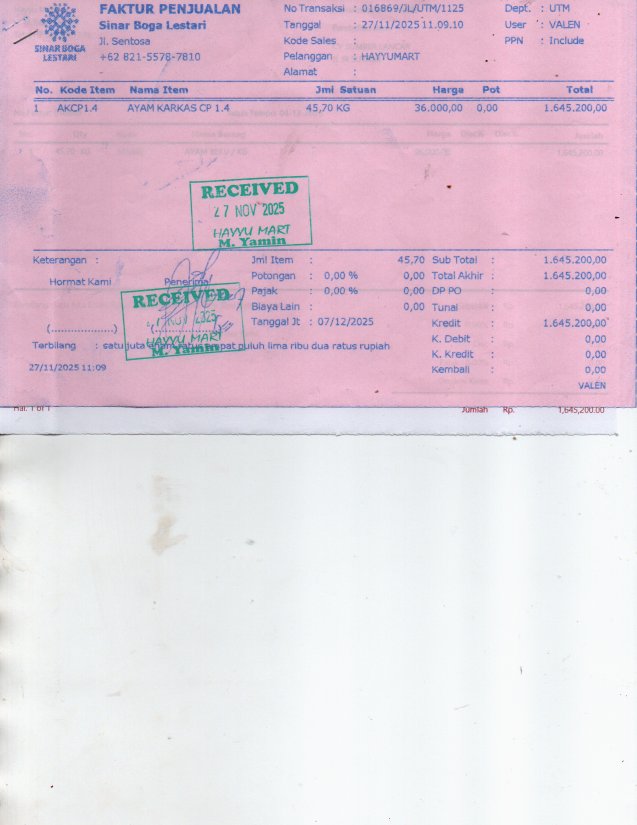 SINAR BOGA
LESTARI
FAKTUR PENJUALAN
Sinar Boga Lestari
Jl. Sentosa
+62 821-5578-7810
No Transaksi : 016869/JL/UTM/1125
Tanggal : 27/11/2025 11.09.10
Kode Sales :
Pelanggan : HAYYUMART
Alamat :
Dept. : UTM
User : VALEN
PPN : Include
No. Kode Item Nama Item Jml Satuan Harga Pot Total
1 AKCP1.4 AYAM KARKAS CP 1.4 45,70 KG 36.000,00 0,00 1.645.200,00
RECEIVED
27 NOV 2025
HAYYU MART
M. Yamin
Keterangan :
Hormat Kami Penerima
(...................)
RECEIVED
NOV 2025
HAYYU MART
M. Yamin
Jml Item : 45,70
Potongan : 0,00 % 0,00
Pajak : 0,00 % 0,00
Biaya Lain : 0,00
Tanggal Jt : 07/12/2025
Sub Total : 1.645.200,00
Total Akhir : 1.645.200,00
DP PO : 0,00
Tunai : 0,00
Kredit : 1.645.200,00
K. Debit : 0,00
K. Kredit : 0,00
Kembali : 0,00
Terbilang : satu juta enam ratus empat puluh lima ribu dua ratus rupiah
27/11/2025 11:09
VALEN
Hal. 1 of 1
Jumlah Rp. 1,645,200.00